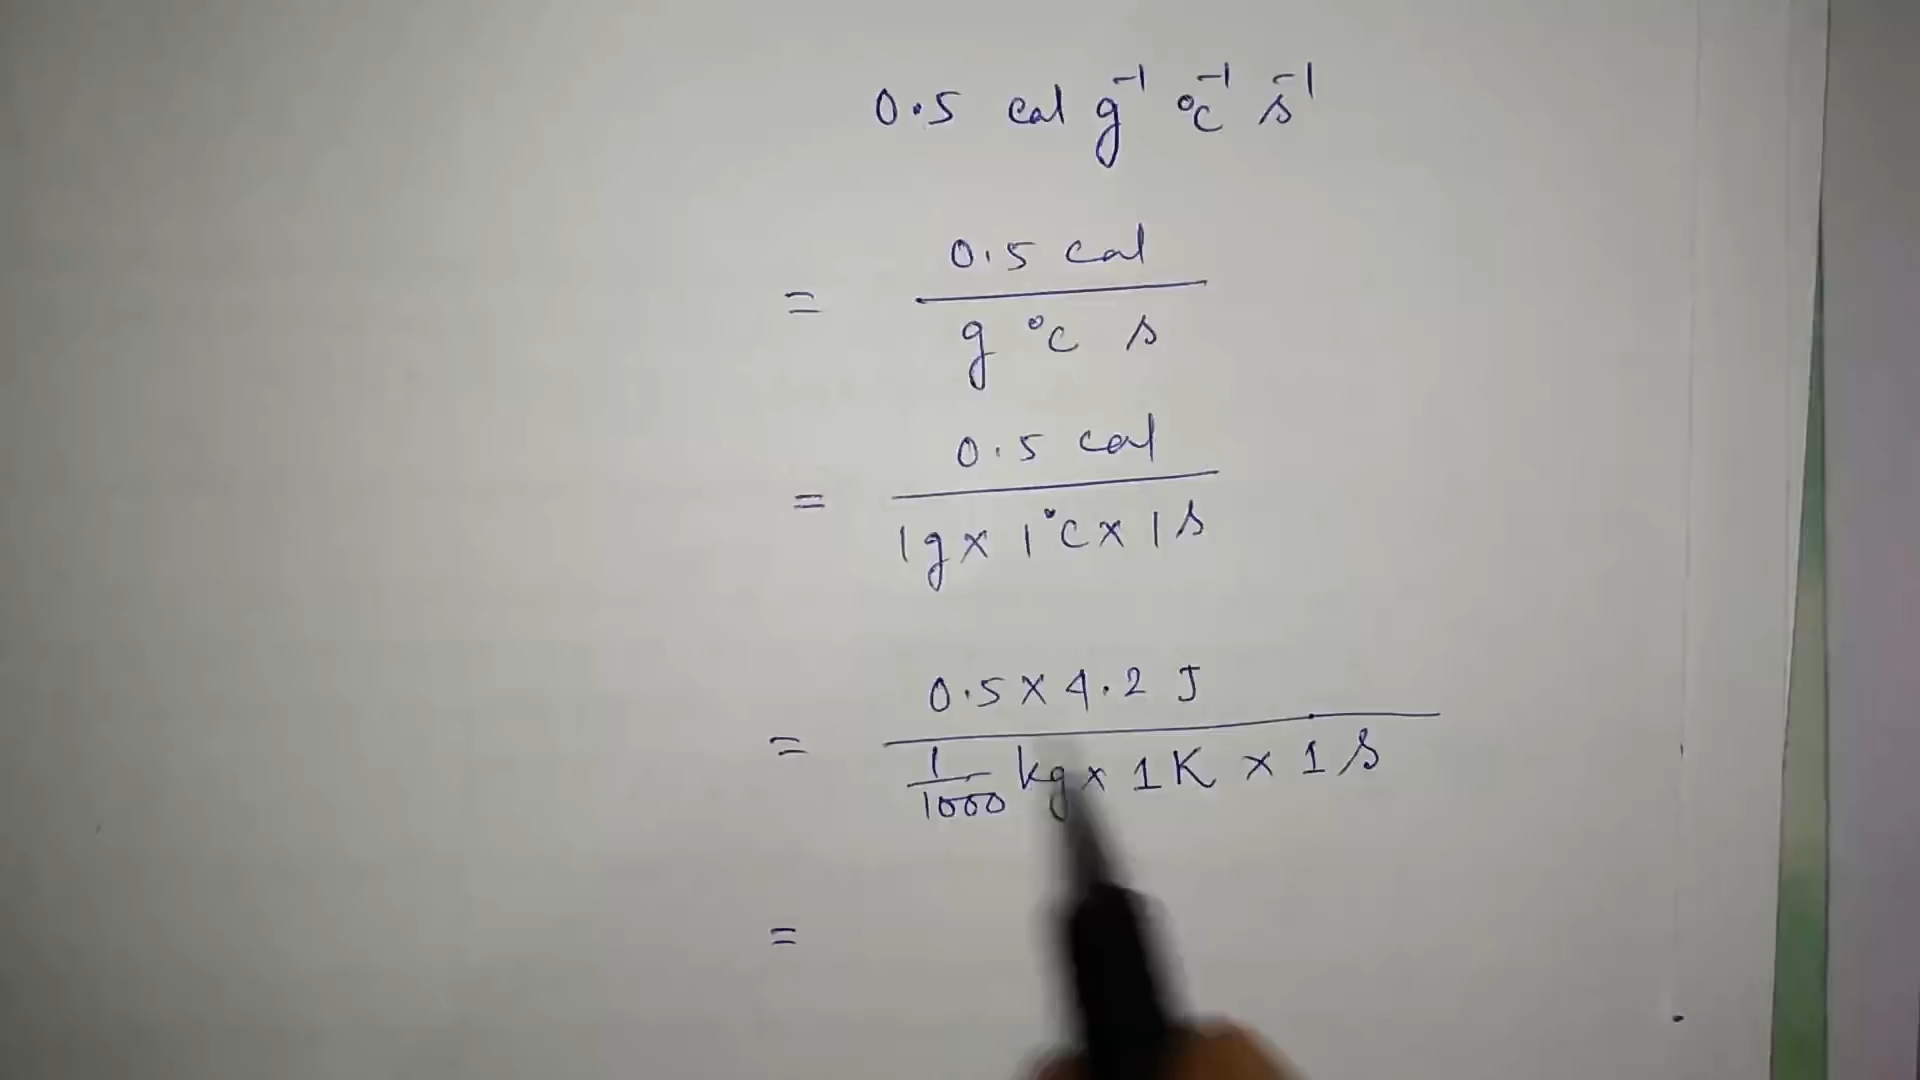 0.5 cal g⁻¹ °C⁻¹ s⁻¹
= 0.5 cal / g °C s
= 0.5 cal / 1g × 1°C × 1s
= 0.5 × 4.2 J / 1/1000 kg × 1K × 1s
=